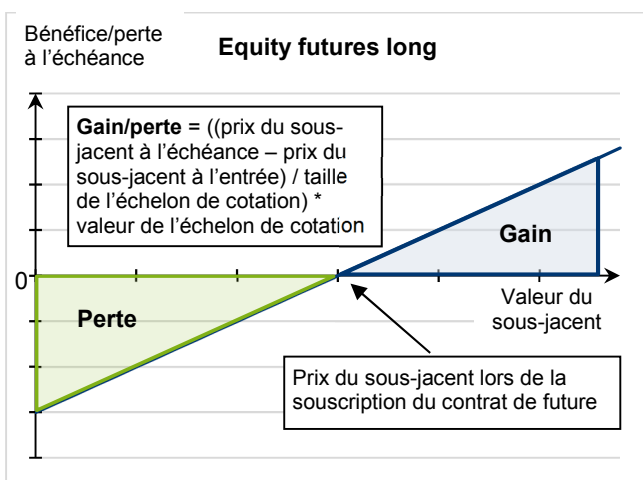 Bénéfice/perte
à l’échéance
Equity futures long
Gain/perte = ((prix du sous-
jacent à l’échéance – prix du
sous-jacent à l’entrée) / taille
de l’échelon de cotation) *
valeur de l’échelon de cotation
Gain
0
Valeur du
sous-jacent
Perte
Prix du sous-jacent lors de la
souscription du contrat de future